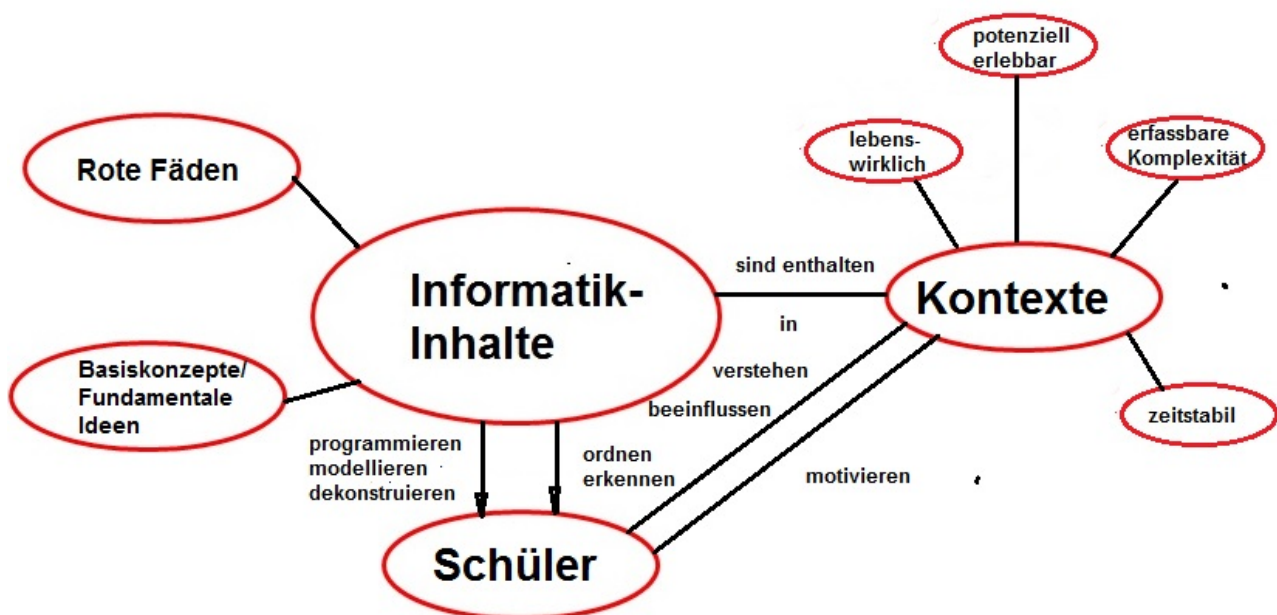 potenziell
erlebbar
lebens-
wirklich
erfassbare
Komplexität
Rote Fäden
Informatik-
Inhalte
sind enthalten
in
Kontexte
Basiskonzepte/
Fundamentale
Ideen
verstehen
beeinflussen
zeitstabil
programmieren
modellieren
dekonstruieren
ordnen
erkennen
motivieren
Schüler